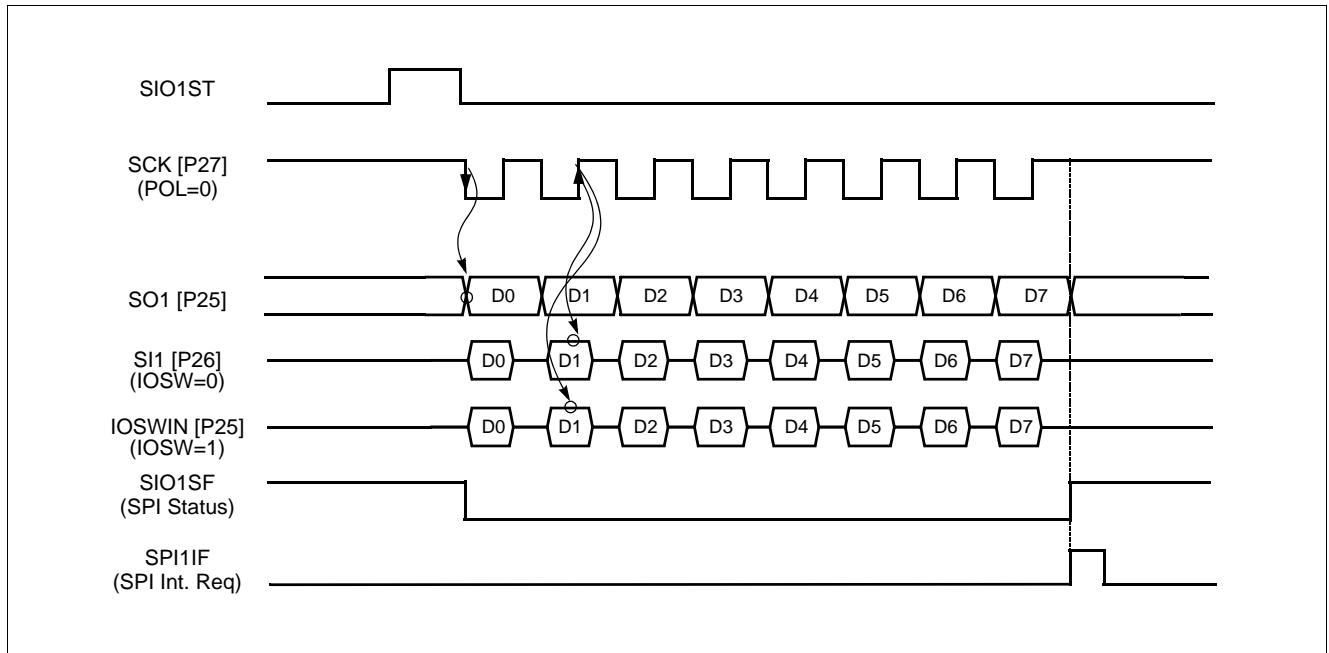 SIO1ST
SCK [P27]
(POL=0)
SO1 [P25]
D0 D1 D2 D3 D4 D5 D6 D7
SI1 [P26]
(IOSW=0)
D0 D1 D2 D3 D4 D5 D6 D7
IOSWIN [P25]
(IOSW=1)
D0 D1 D2 D3 D4 D5 D6 D7
SIO1SF
(SPI Status)
SPI1IF
(SPI Int. Req)